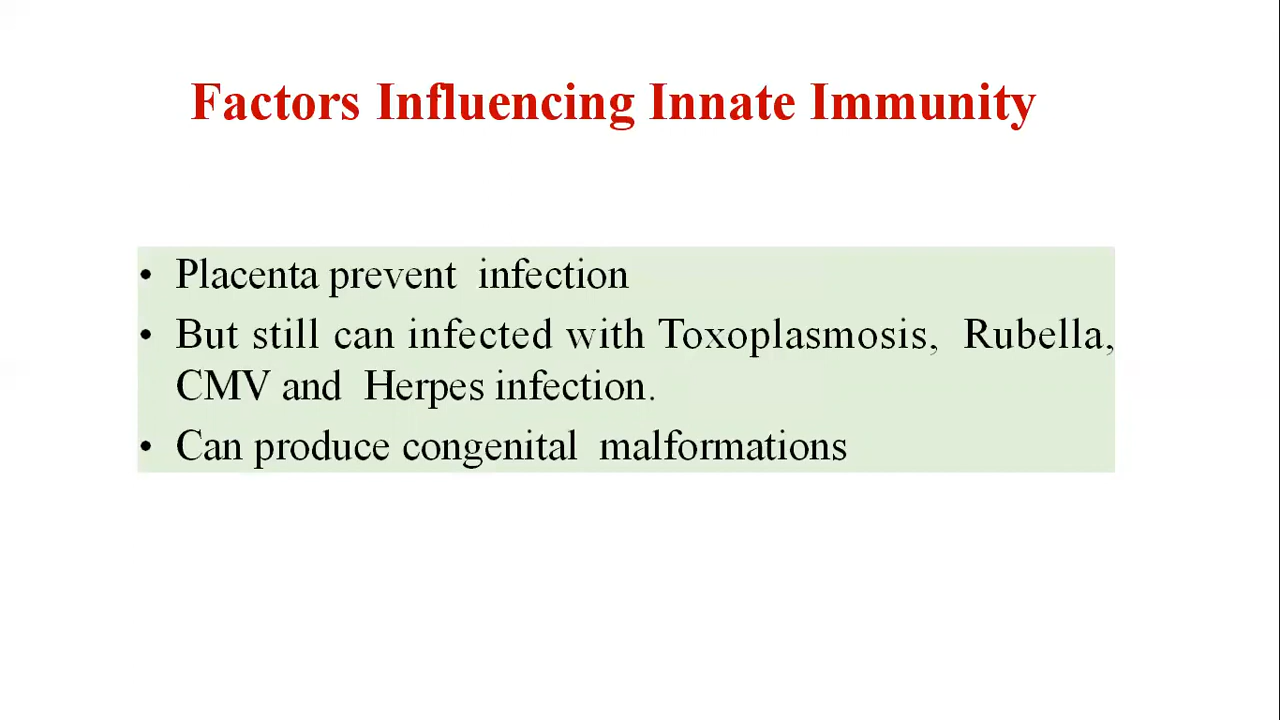 Factors Influencing Innate Immunity
• Placenta prevent infection
• But still can infected with Toxoplasmosis, Rubella,
CMV and Herpes infection.
• Can produce congenital malformations